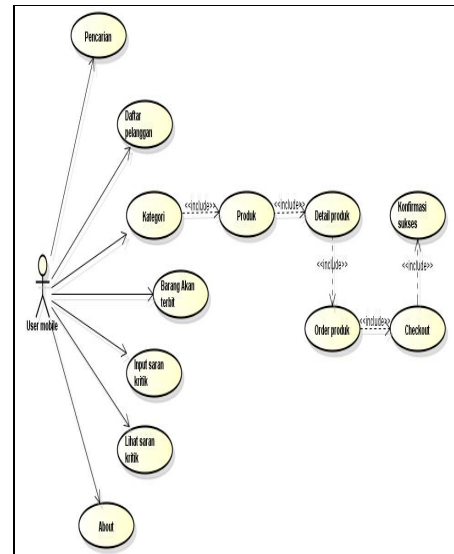 Pencarian
Daftar
pelanggan
Kategori
<<include>>
Produk
<<include>>
Detail produk
Konfirmasi
sukses
<<include>>
<<include>>
Barang Akan
terbit
User mobile
Order produk
<<include>>
Checkout
Input saran
kritik
Lihat saran
kritik
About